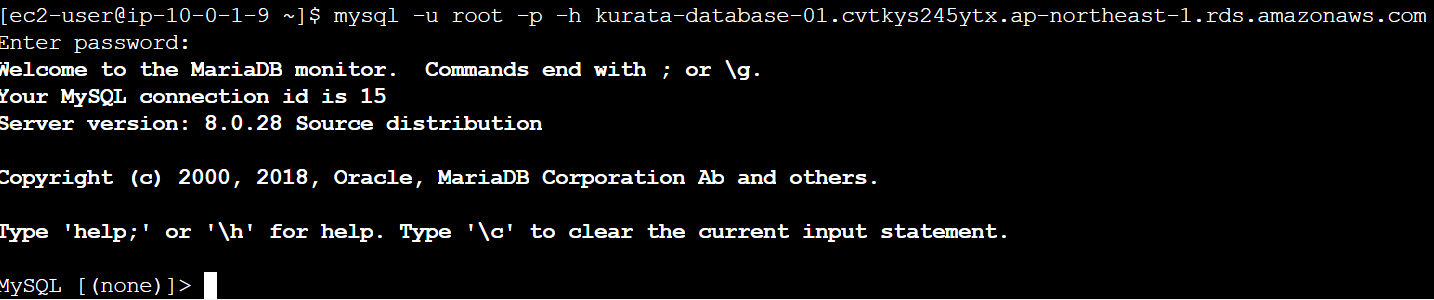 [ec2-user@ip-10-0-1-9 ~]$ mysql -u root -p -h kurata-database-01.cvtkys245ytx.ap-northeast-1.rds.amazonaws.com
Enter password:
Welcome to the MariaDB monitor.  Commands end with ; or \g.
Your MySQL connection id is 15
Server version: 8.0.28 Source distribution
Copyright (c) 2000, 2018, Oracle, MariaDB Corporation Ab and others.
Type 'help;' or '\h' for help. Type '\c' to clear the current input statement.
MySQL [(none)]>